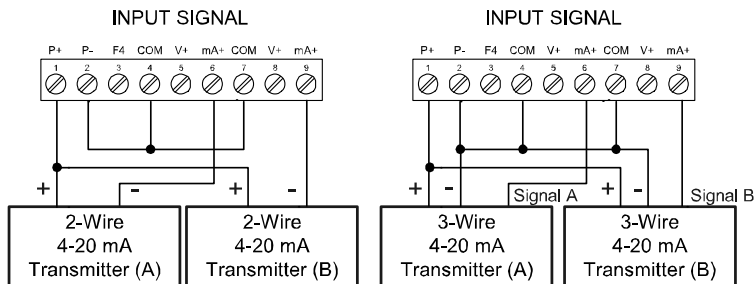 INPUT SIGNAL
P+ P- F4 COM V+ mA+ COM V+ mA+
1 2 3 4 5 6 7 8 9
+ - + -
2-Wire
4-20 mA
Transmitter (A)
2-Wire
4-20 mA
Transmitter (B)
INPUT SIGNAL
P+ P- F4 COM V+ mA+ COM V+ mA+
1 2 3 4 5 6 7 8 9
+ - Signal A + - Signal B
3-Wire
4-20 mA
Transmitter (A)
3-Wire
4-20 mA
Transmitter (B)